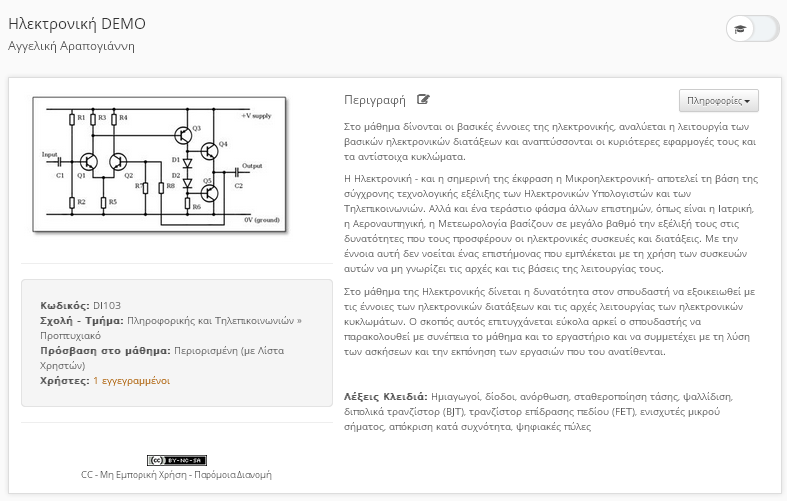 Ηλεκτρονική DEMO
Αγγελική Αραπογιάννη
+V supply
R1
R3
R4
Q3
Q4
Input
Output
D1
C1
Q1
Q2
D2
Q5
R7
R8
C2
R2
R5
R6
0V (ground)
Κωδικός: DI103
Σχολή - Τμήμα: Πληροφορικής και Τηλεπικοινωνιών »
Προπτυχιακό
Πρόσβαση στο μάθημα: Περιορισμένη (με Λίστα
Χρηστών)
Χρήστες: 1 εγγεγραμμένοι
CC BY-NC-SA
CC - Μη Εμπορική Χρήση - Παρόμοια Διανομή
Περιγραφή
Πληροφορίες
Στο μάθημα δίνονται οι βασικές έννοιες της ηλεκτρονικής, αναλύεται η λειτουργία των
βασικών ηλεκτρονικών διατάξεων και αναπτύσσονται οι κυριότερες εφαρμογές τους και
τα αντίστοιχα κυκλώματα.
Η Ηλεκτρονική - και η σημερινή της έκφραση η Μικροηλεκτρονική- αποτελεί τη βάση της
σύγχρονης τεχνολογικής εξέλιξης των Ηλεκτρονικών Υπολογιστών και των
Τηλεπικοινωνιών. Αλλά και ένα τεράστιο φάσμα άλλων επιστημών, όπως είναι η Ιατρική,
η Αεροναυπηγική, η Μετεωρολογία βασίζουν σε μεγάλο βαθμό την εξέλιξή τους στις
δυνατότητες που τους προσφέρουν οι ηλεκτρονικές συσκευές και διατάξεις. Με την
έννοια αυτή δεν νοείται ένας επιστήμονας που εμπλέκεται με τη χρήση των συσκευών
αυτών να μη γνωρίζει τις αρχές και τις βάσεις της λειτουργίας τους.
Στο μάθημα της Ηλεκτρονικής δίνεται η δυνατότητα στον σπουδαστή να εξοικειωθεί με
τις έννοιες των ηλεκτρονικών διατάξεων και τις αρχές λειτουργίας των ηλεκτρονικών
κυκλωμάτων. Ο σκοπός αυτός επιτυγχάνεται εύκολα αρκεί ο σπουδαστής να
παρακολουθεί με συνέπεια το μάθημα και το εργαστήριο και να συμμετέχει με τη λύση
των ασκήσεων και την εκπόνηση των εργασιών που του ανατίθενται.
Λέξεις Κλειδιά: Ημιαγωγοί, δίοδοι, ανόρθωση, σταθεροποίηση τάσης, ψαλλίδιση,
διπολικά τρανζίστορ (BJT), τρανζίστορ επίδρασης πεδίου (FET), ενισχυτές μικρού
σήματος, απόκριση κατά συχνότητα, ψηφιακές πύλες